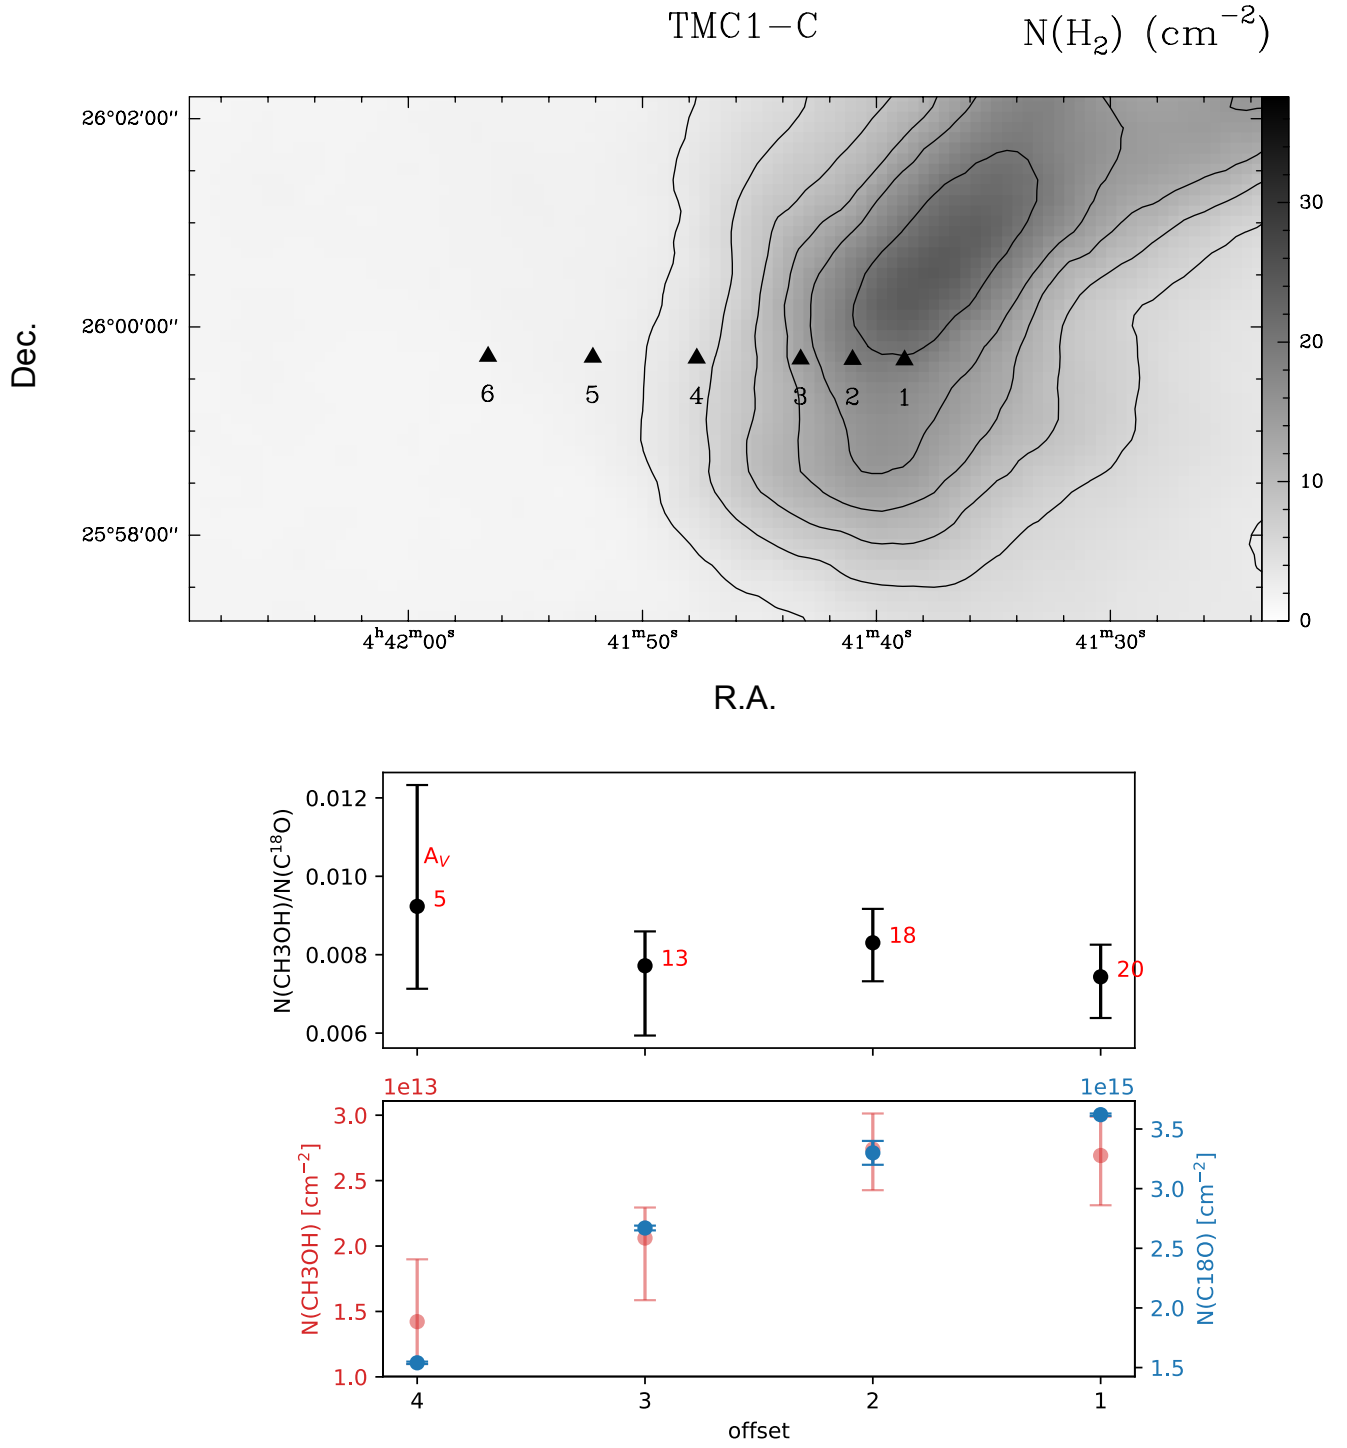 TMC1−C
N(H₂) (cm⁻²)
26°02′00″
26°00′00″
25°58′00″
Dec.
6
5
4
3
2
1
30
20
10
0
4ʰ42ᵐ00ˢ
41ᵐ50ˢ
41ᵐ40ˢ
41ᵐ30ˢ
R.A.
N(CH3OH)/N(C¹⁸O)
0.012
0.010
0.008
0.006
A_V
5
13
18
20
1e13
1e15
N(CH3OH) [cm⁻²]
3.0
2.5
2.0
1.5
1.0
3.5
3.0
2.5
2.0
1.5
N(C18O) [cm⁻²]
4
3
2
1
offset